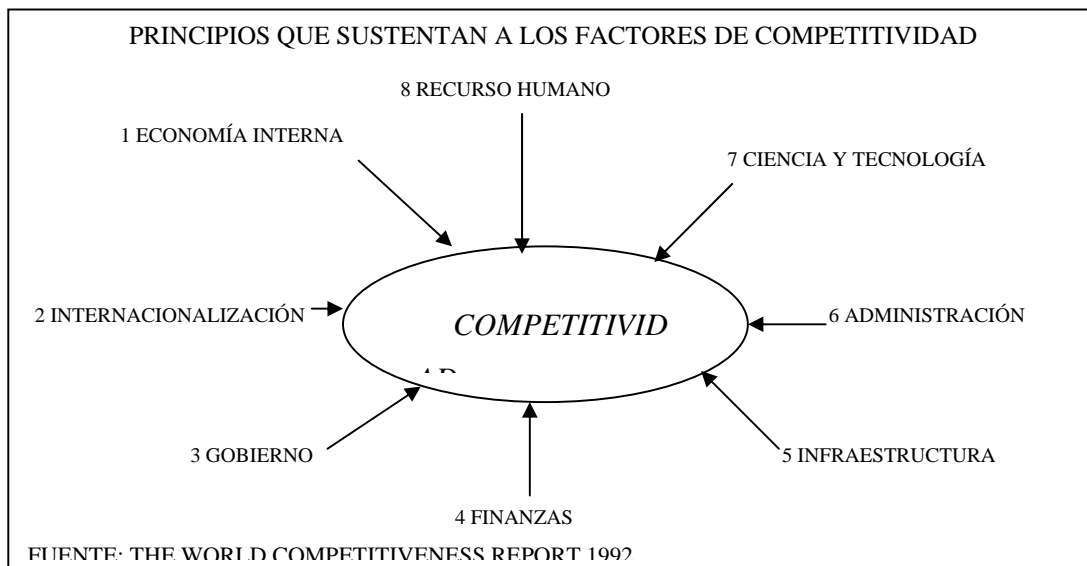 PRINCIPIOS QUE SUSTENTAN A LOS FACTORES DE COMPETITIVIDAD
8 RECURSO HUMANO
1 ECONOMÍA INTERNA
7 CIENCIA Y TECNOLOGÍA
2 INTERNACIONALIZACIÓN
COMPETITIVID
AD
6 ADMINISTRACIÓN
3 GOBIERNO
5 INFRAESTRUCTURA
4 FINANZAS
FUENTE: THE WORLD COMPETITIVENESS REPORT 1992